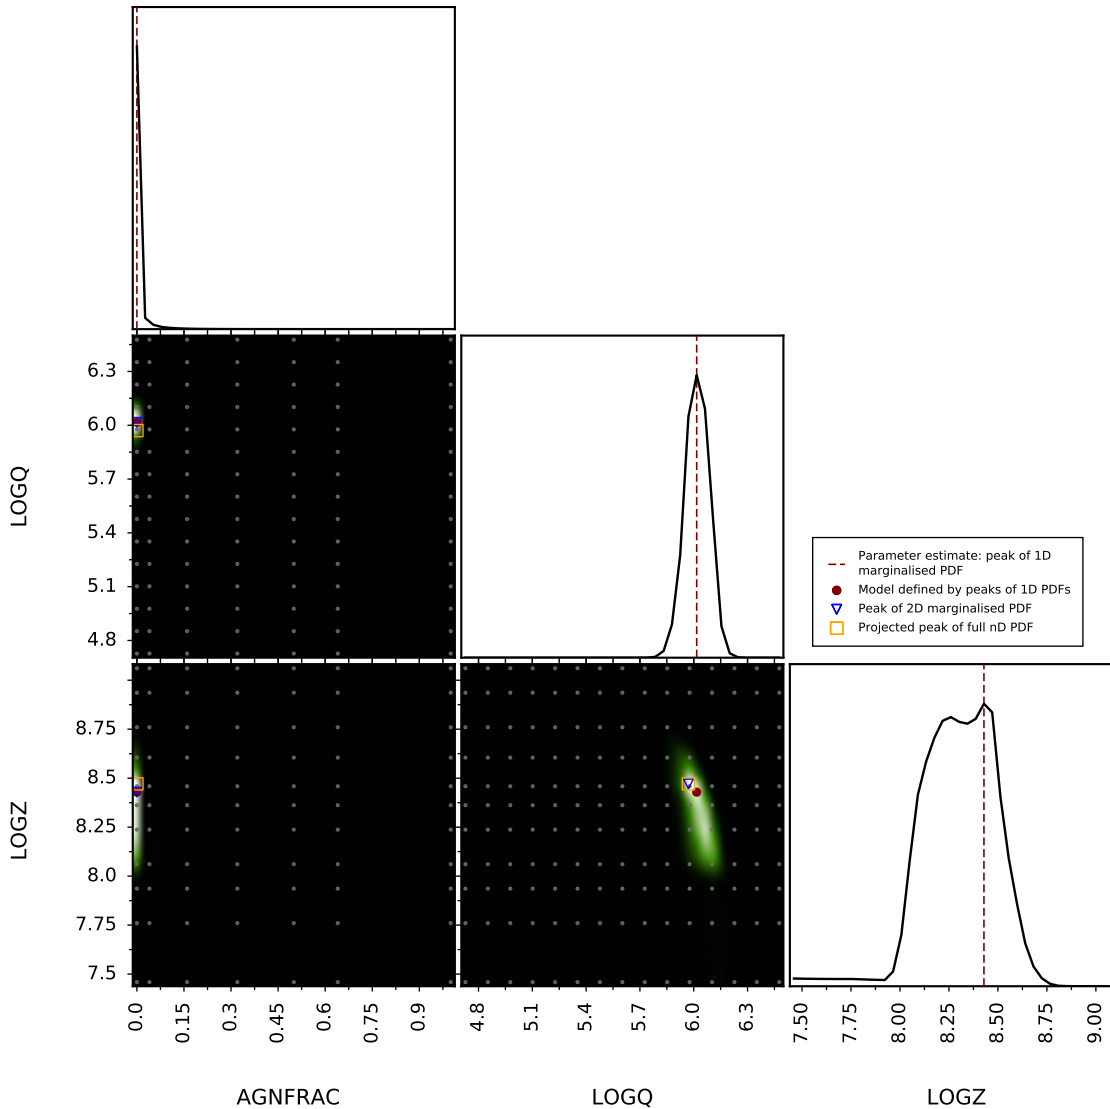 6.3
6.0
5.7
5.4
5.1
4.8
LOGQ
Parameter estimate: peak of 1D
marginalised PDF
Model defined by peaks of 1D PDFs
Peak of 2D marginalised PDF
Projected peak of full nD PDF
8.75
8.5
8.25
8.0
7.75
7.5
LOGZ
0.0 0.15 0.3 0.45 0.6 0.75 0.9
4.8 5.1 5.4 5.7 6.0 6.3
7.50 7.75 8.00 8.25 8.50 8.75 9.00
AGNFRAC
LOGQ
LOGZ